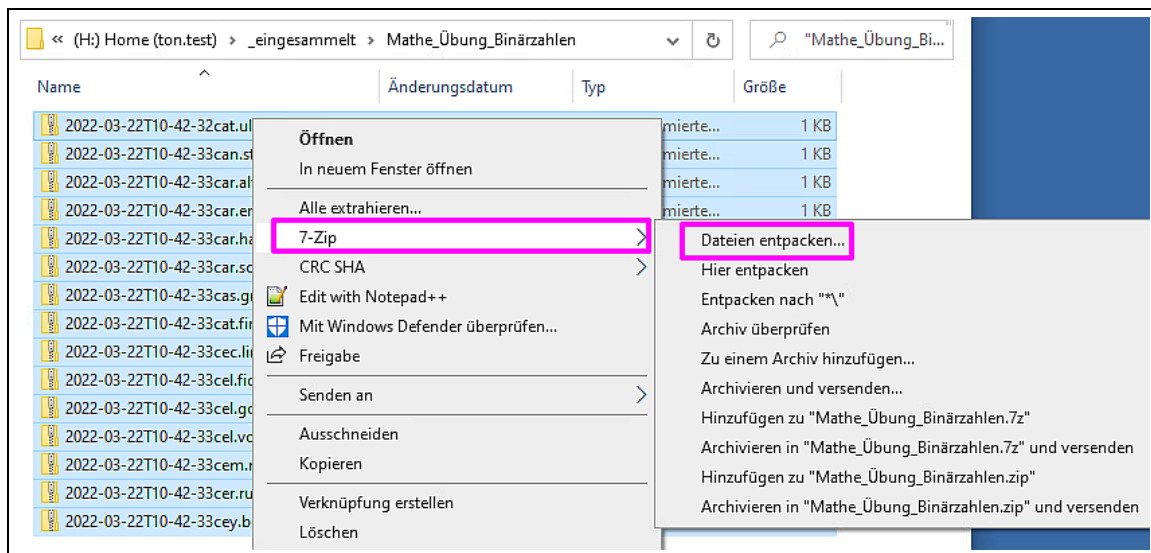 « (H:) Home (ton.test) › _eingesammelt › Mathe_Übung_Binärzahlen
"Mathe_Übung_Bi...
Name Änderungsdatum Typ Größe
2022-03-22T10-42-32cat.ul mierte... 1 KB
2022-03-22T10-42-33can.st mierte... 1 KB
2022-03-22T10-42-33car.al mierte... 1 KB
2022-03-22T10-42-33car.er mierte... 1 KB
2022-03-22T10-42-33car.ha
2022-03-22T10-42-33car.sc
2022-03-22T10-42-33cas.gr
2022-03-22T10-42-33cat.fir
2022-03-22T10-42-33cec.li
2022-03-22T10-42-33cel.fic
2022-03-22T10-42-33cel.gc
2022-03-22T10-42-33cel.vc
2022-03-22T10-42-33cem.r
2022-03-22T10-42-33cer.ru
2022-03-22T10-42-33cey.b
Öffnen
In neuem Fenster öffnen
Alle extrahieren...
7-Zip
CRC SHA
Edit with Notepad++
Mit Windows Defender überprüfen...
Freigabe
Senden an
Ausschneiden
Kopieren
Verknüpfung erstellen
Löschen
Dateien entpacken...
Hier entpacken
Entpacken nach "*\"
Archiv überprüfen
Zu einem Archiv hinzufügen...
Archivieren und versenden...
Hinzufügen zu "Mathe_Übung_Binärzahlen.7z"
Archivieren in "Mathe_Übung_Binärzahlen.7z" und versenden
Hinzufügen zu "Mathe_Übung_Binärzahlen.zip"
Archivieren in "Mathe_Übung_Binärzahlen.zip" und versenden